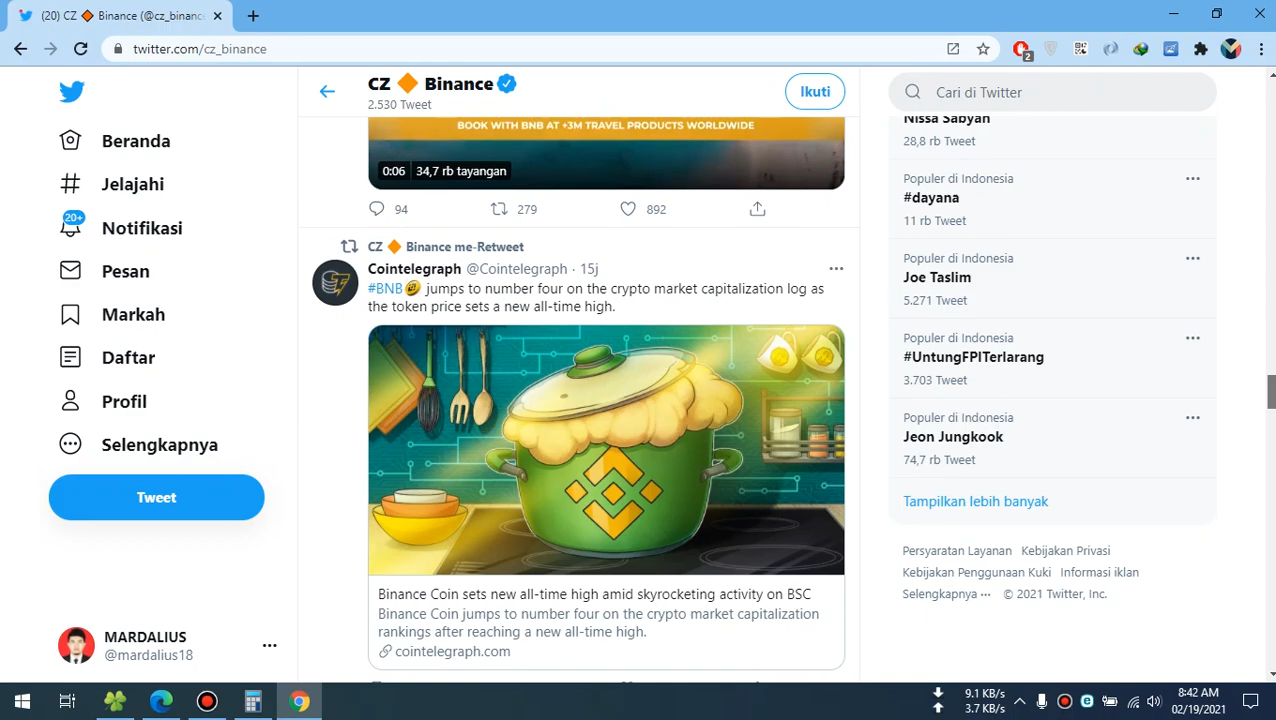 (20) CZ 🔶 Binance (@cz_binance
twitter.com/cz_binance
2
Beranda
Jelajahi
20+
Notifikasi
Pesan
Markah
Daftar
Profil
Selengkapnya
Tweet
MARDALIUS
@mardalius18
CZ 🔶 Binance
2.530 Tweet
Ikuti
BOOK WITH BNB AT +3M TRAVEL PRODUCTS WORLDWIDE
0:06 34,7 rb tayangan
94 279 892
CZ 🔶 Binance me-Retweet
Cointelegraph @Cointelegraph · 15j
#BNB jumps to number four on the crypto market capitalization log as
the token price sets a new all-time high.
Binance Coin sets new all-time high amid skyrocketing activity on BSC
Binance Coin jumps to number four on the crypto market capitalization
rankings after reaching a new all-time high.
cointelegraph.com
Cari di Twitter
Nissa Sabyan
28,8 rb Tweet
Populer di Indonesia
#dayana
11 rb Tweet
Populer di Indonesia
Joe Taslim
5.271 Tweet
Populer di Indonesia
#UntungFPITerlarang
3.703 Tweet
Populer di Indonesia
Jeon Jungkook
74,7 rb Tweet
Tampilkan lebih banyak
Persyaratan Layanan Kebijakan Privasi
Kebijakan Penggunaan Kuki Informasi iklan
Selengkapnya ··· © 2021 Twitter, Inc.
9.1 KB/s
3.7 KB/s
8:42 AM
02/19/2021